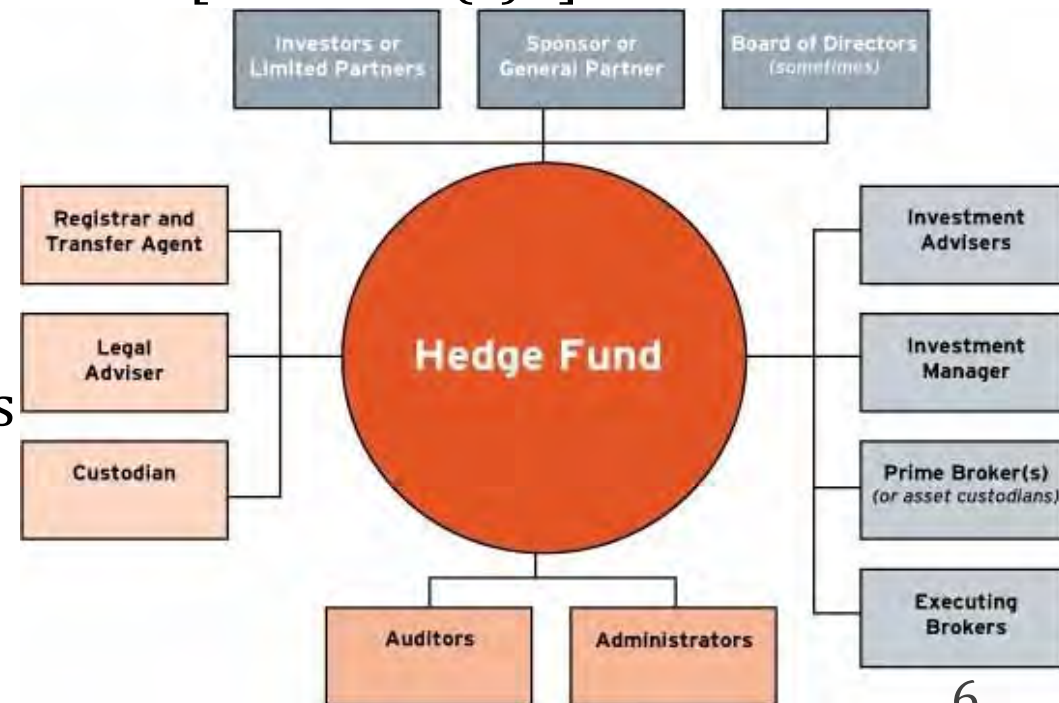 Investors or
Limited Partners
Sponsor or
General Partner
Board of Directors
(sometimes)
Registrar and
Transfer Agent
Legal
Adviser
Custodian
Hedge Fund
Investment
Advisers
Investment
Manager
Prime Broker(s)
(or asset custodians)
Executing
Brokers
Auditors
Administrators
s
6